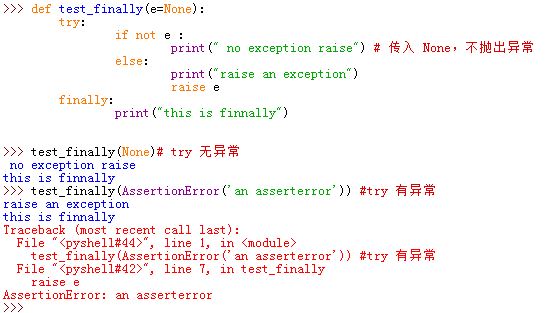 >>> def test_finally(e=None):
        try:
                if not e :
                        print(" no exception raise") # 传入 None，不抛出异常
                else:
                        print("raise an exception")
                        raise e
        finally:
                print("this is finnally")
>>> test_finally(None)# try 无异常
 no exception raise
this is finnally
>>> test_finally(AssertionError('an asserterror')) #try 有异常
raise an exception
this is finnally
Traceback (most recent call last):
  File "<pyshell#44>", line 1, in <module>
    test_finally(AssertionError('an asserterror')) #try 有异常
  File "<pyshell#42>", line 7, in test_finally
    raise e
AssertionError: an asserterror
>>>